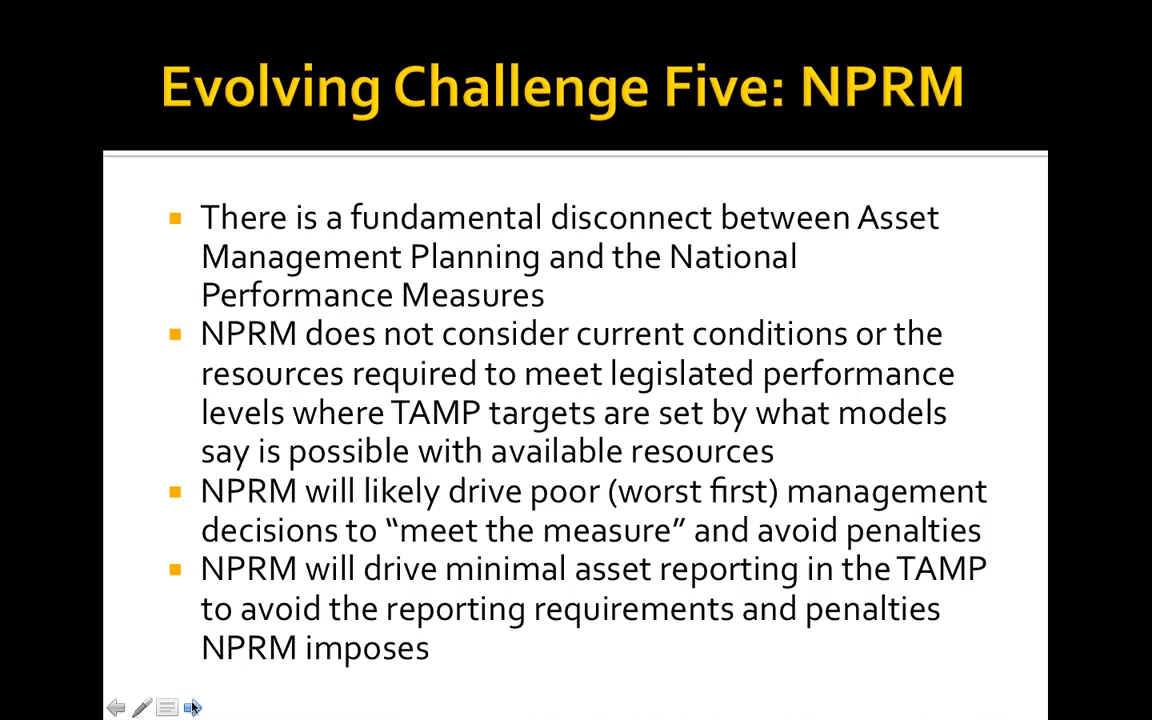 Evolving Challenge Five: NPRM
There is a fundamental disconnect between Asset
Management Planning and the National
Performance Measures
NPRM does not consider current conditions or the
resources required to meet legislated performance
levels where TAMP targets are set by what models
say is possible with available resources
NPRM will likely drive poor (worst first) management
decisions to “meet the measure” and avoid penalties
NPRM will drive minimal asset reporting in the TAMP
to avoid the reporting requirements and penalties
NPRM imposes